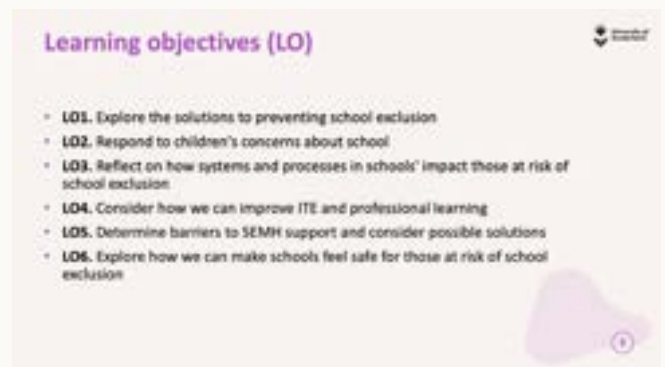 Learning objectives (LO)
University of
• LO1. Explore the solutions to preventing school exclusion
• LO2. Respond to children's concerns about school
• LO3. Reflect on how systems and processes in schools' impact those at risk of
school exclusion
• LO4. Consider how we can improve ITE and professional learning
• LO5. Determine barriers to SEMH support and consider possible solutions
• LO6. Explore how we can make schools feel safe for those at risk of school
exclusion